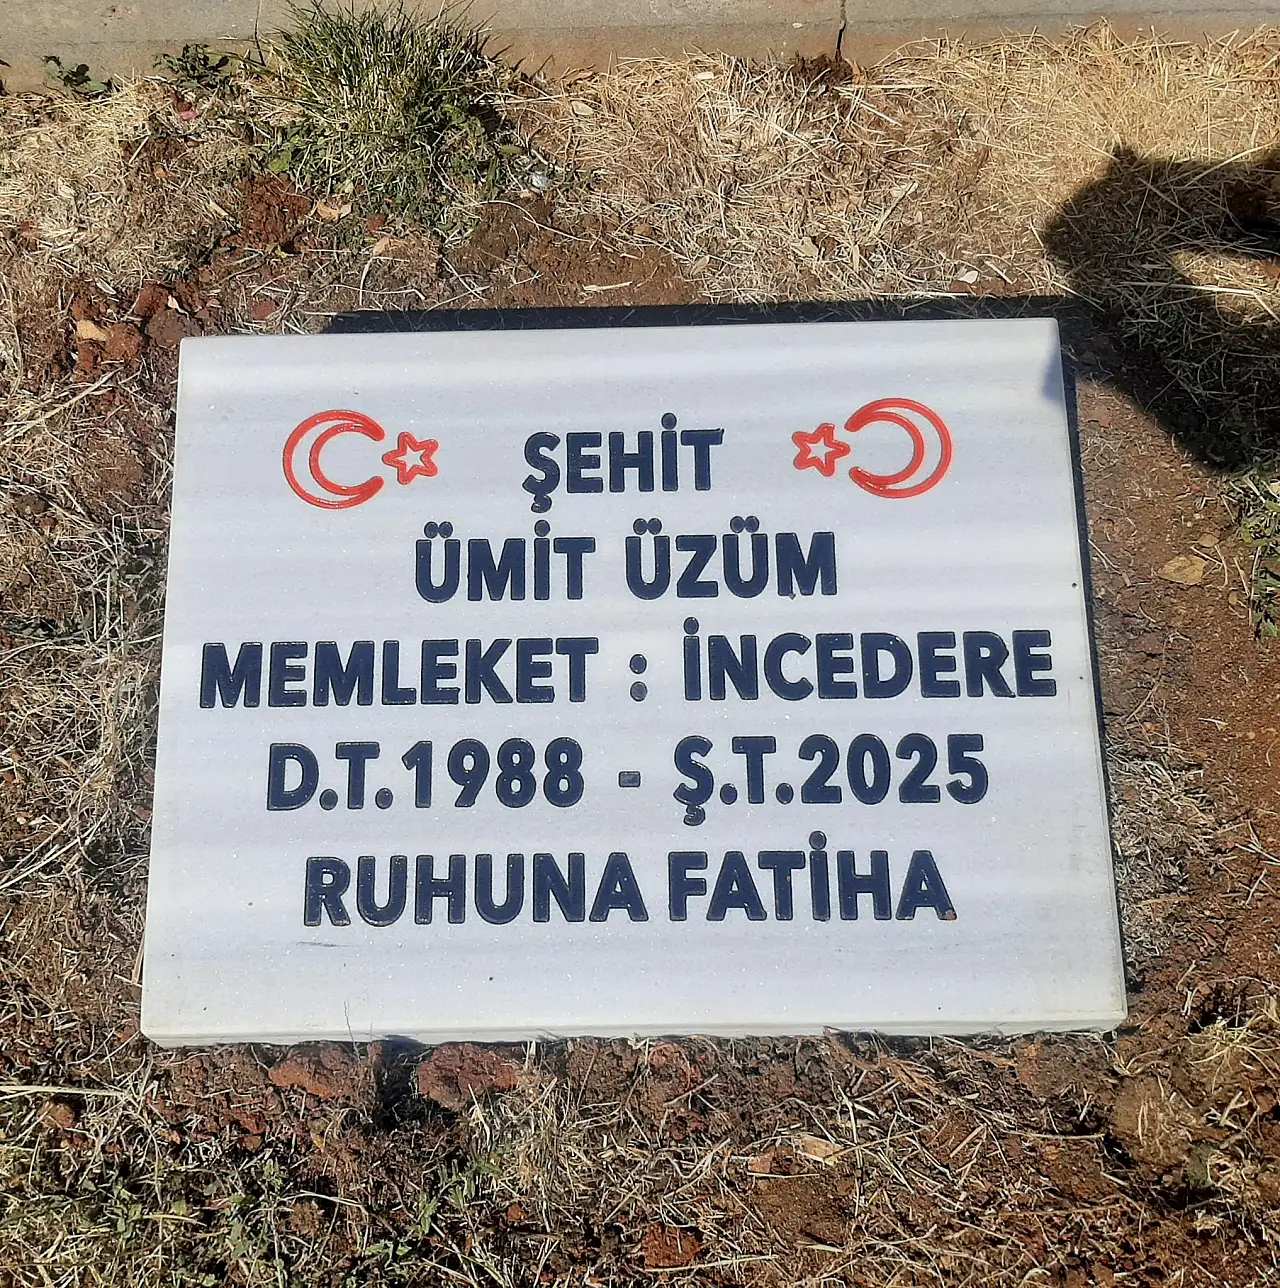 ŞEHİT
ÜMİT ÜZÜM
MEMLEKET : İNCEDERE
D.T.1988 - Ş.T.2025
RUHUNA FATİHA